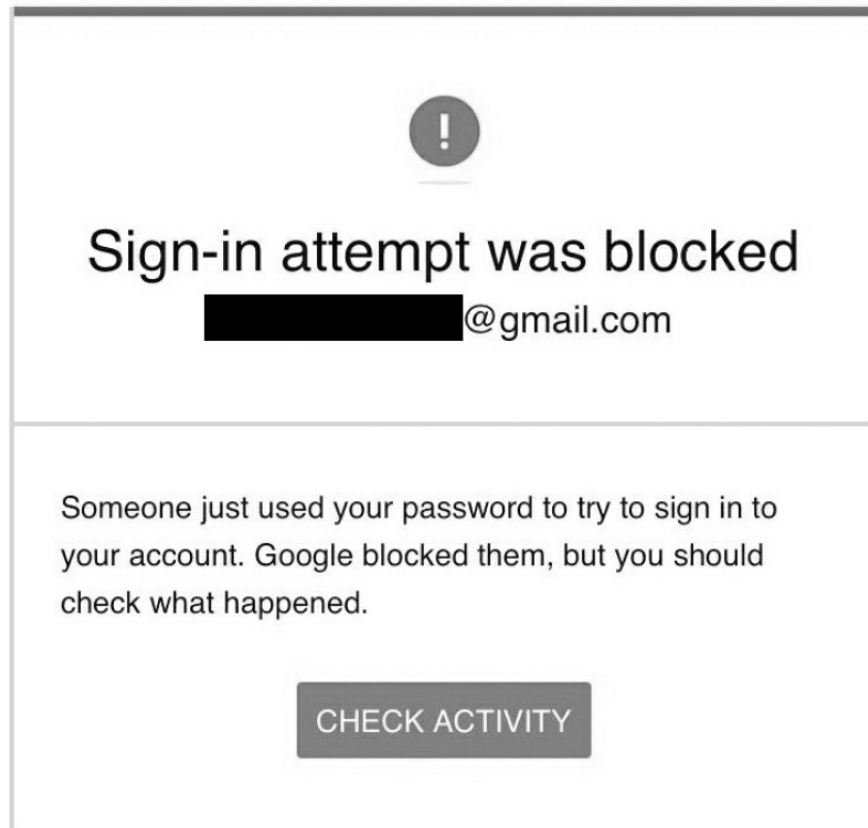 Sign-in attempt was blocked
@gmail.com
Someone just used your password to try to sign in to
your account. Google blocked them, but you should
check what happened.
CHECK ACTIVITY